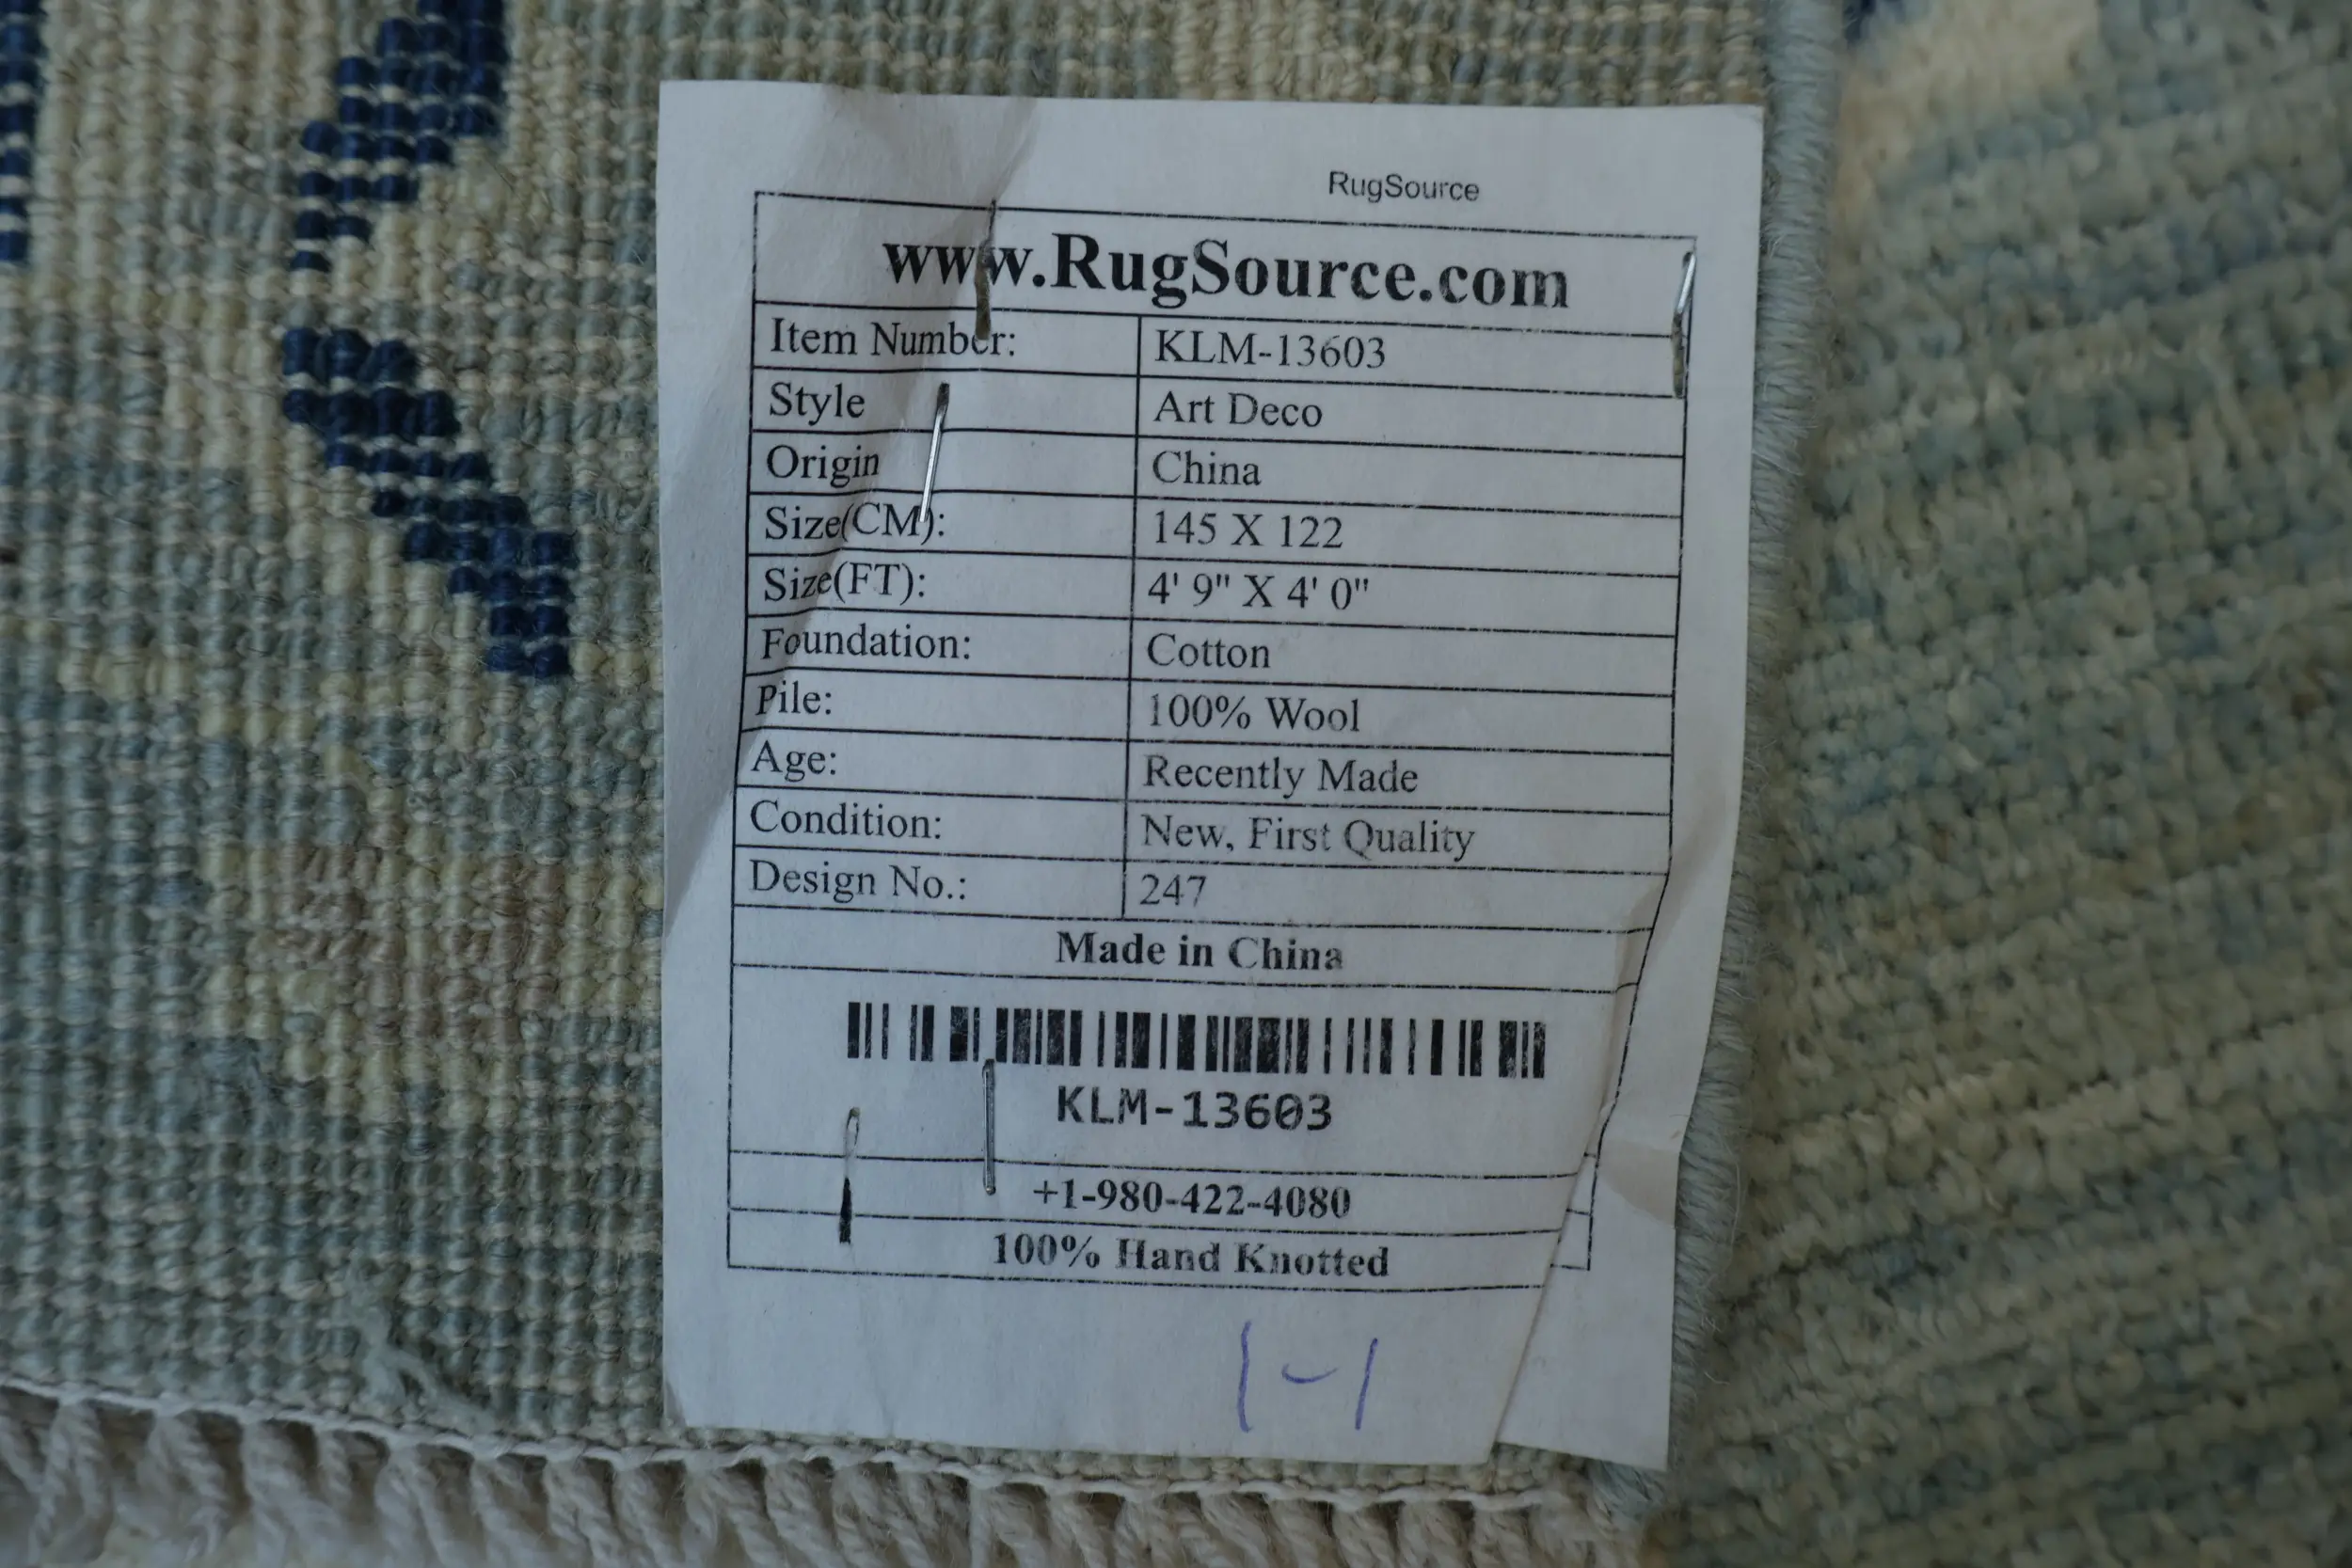 RugSource
www.RugSource.com
Item Number: KLM-13603
Style Art Deco
Origin China
Size(CM): 145 X 122
Size(FT): 4' 9" X 4' 0"
Foundation: Cotton
Pile: 100% Wool
Age: Recently Made
Condition: New, First Quality
Design No.: 247
Made in China
KLM-13603
+1-980-422-4080
100% Hand Knotted
1-1